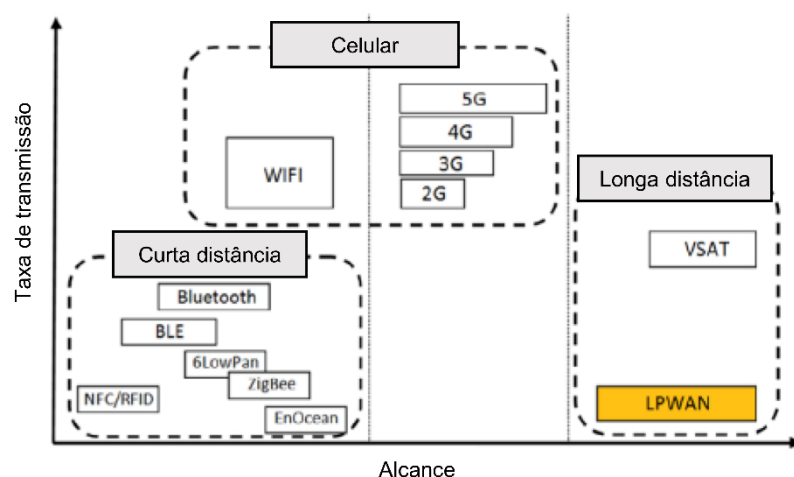 Celular
5G
4G
WIFI
3G
2G
Longa distância
Curta distância
VSAT
Bluetooth
BLE
6LowPan
ZigBee
NFC/RFID
EnOcean
LPWAN
Taxa de transmissão
Alcance